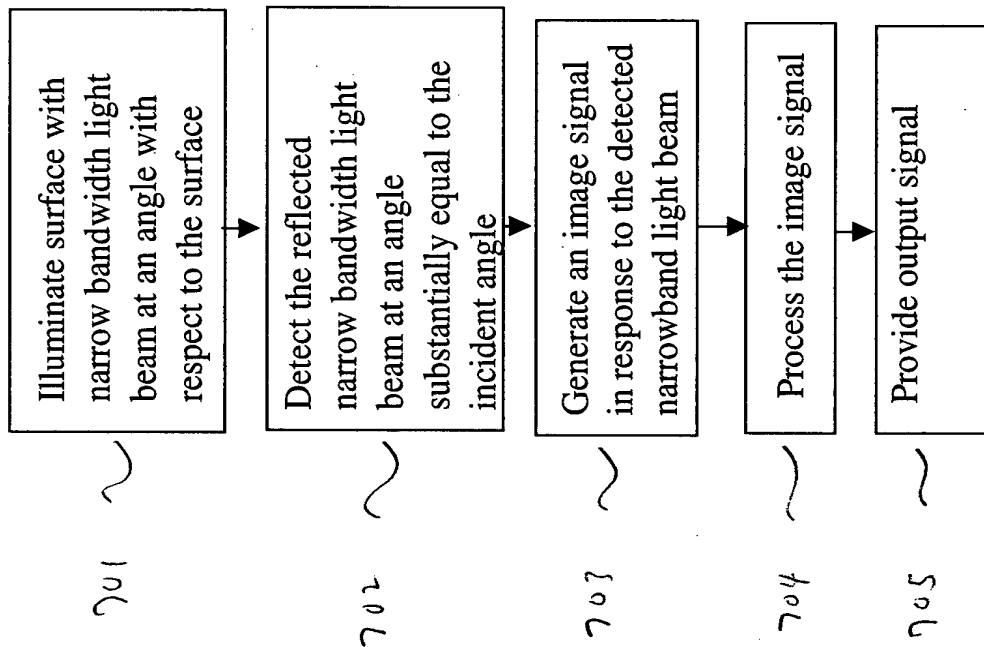 Illuminate surface with
narrow bandwidth light
beam at an angle with
respect to the surface
701
Detect the reflected
narrow bandwidth light
beam at an angle
substantially equal to the
incident angle
702
Generate an image signal
in response to the detected
narrowband light beam
703
Process the image signal
704
Provide output signal
705